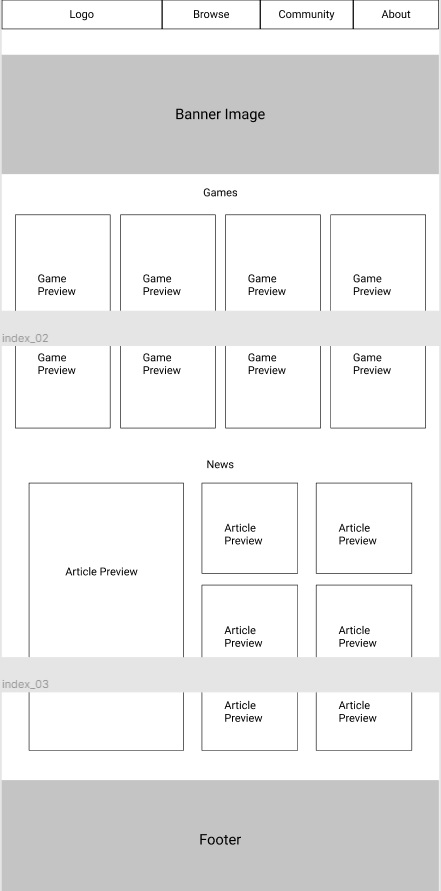 Logo
Browse
Community
About
Banner Image
Games
Game
Preview
Game
Preview
Game
Preview
Game
Preview
index_02
Game
Preview
Game
Preview
Game
Preview
Game
Preview
News
Article Preview
Article
Preview
Article
Preview
Article
Preview
Article
Preview
index_03
Article
Preview
Article
Preview
Footer